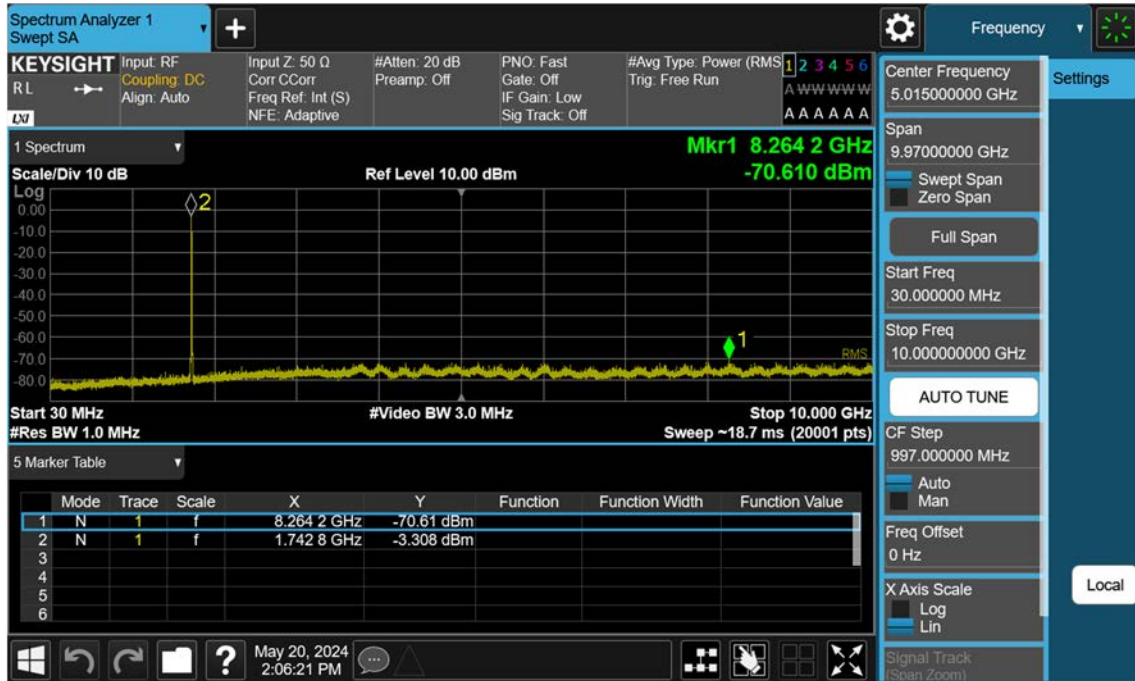 Spectrum Analyzer 1
Swept SA
+
Frequency
KEYSIGHT
RL
LXI
Input: RF
Coupling: DC
Align: Auto
Input Z: 50 Ω
Corr CCorr
Freq Ref: Int (S)
NFE: Adaptive
#Atten: 20 dB
Preamp: Off
PNO: Fast
Gate: Off
IF Gain: Low
Sig Track: Off
#Avg Type: Power (RMS
Trig: Free Run
1 2 3 4 5 6
A W W W W W
A A A A A A
1 Spectrum
Mkr1 8.264 2 GHz
-70.610 dBm
Scale/Div 10 dB
Ref Level 10.00 dBm
Log
0.00
-10.0
-20.0
-30.0
-40.0
-50.0
-60.0
-70.0
-80.0
2
1
RMS
Start 30 MHz
#Video BW 3.0 MHz
Stop 10.000 GHz
#Res BW 1.0 MHz
Sweep ~18.7 ms (20001 pts)
5 Marker Table
Mode Trace Scale X Y Function Function Width Function Value
1 N 1 f 8.264 2 GHz -70.61 dBm
2 N 1 f 1.742 8 GHz -3.308 dBm
3
4
5
6
?
May 20, 2024
2:06:21 PM
Center Frequency
5.015000000 GHz
Settings
Span
9.97000000 GHz
Swept Span
Zero Span
Full Span
Start Freq
30.000000 MHz
Stop Freq
10.000000000 GHz
AUTO TUNE
CF Step
997.000000 MHz
Auto
Man
Freq Offset
0 Hz
X Axis Scale
Log
Lin
Local
Signal Track
(Span Zoom)